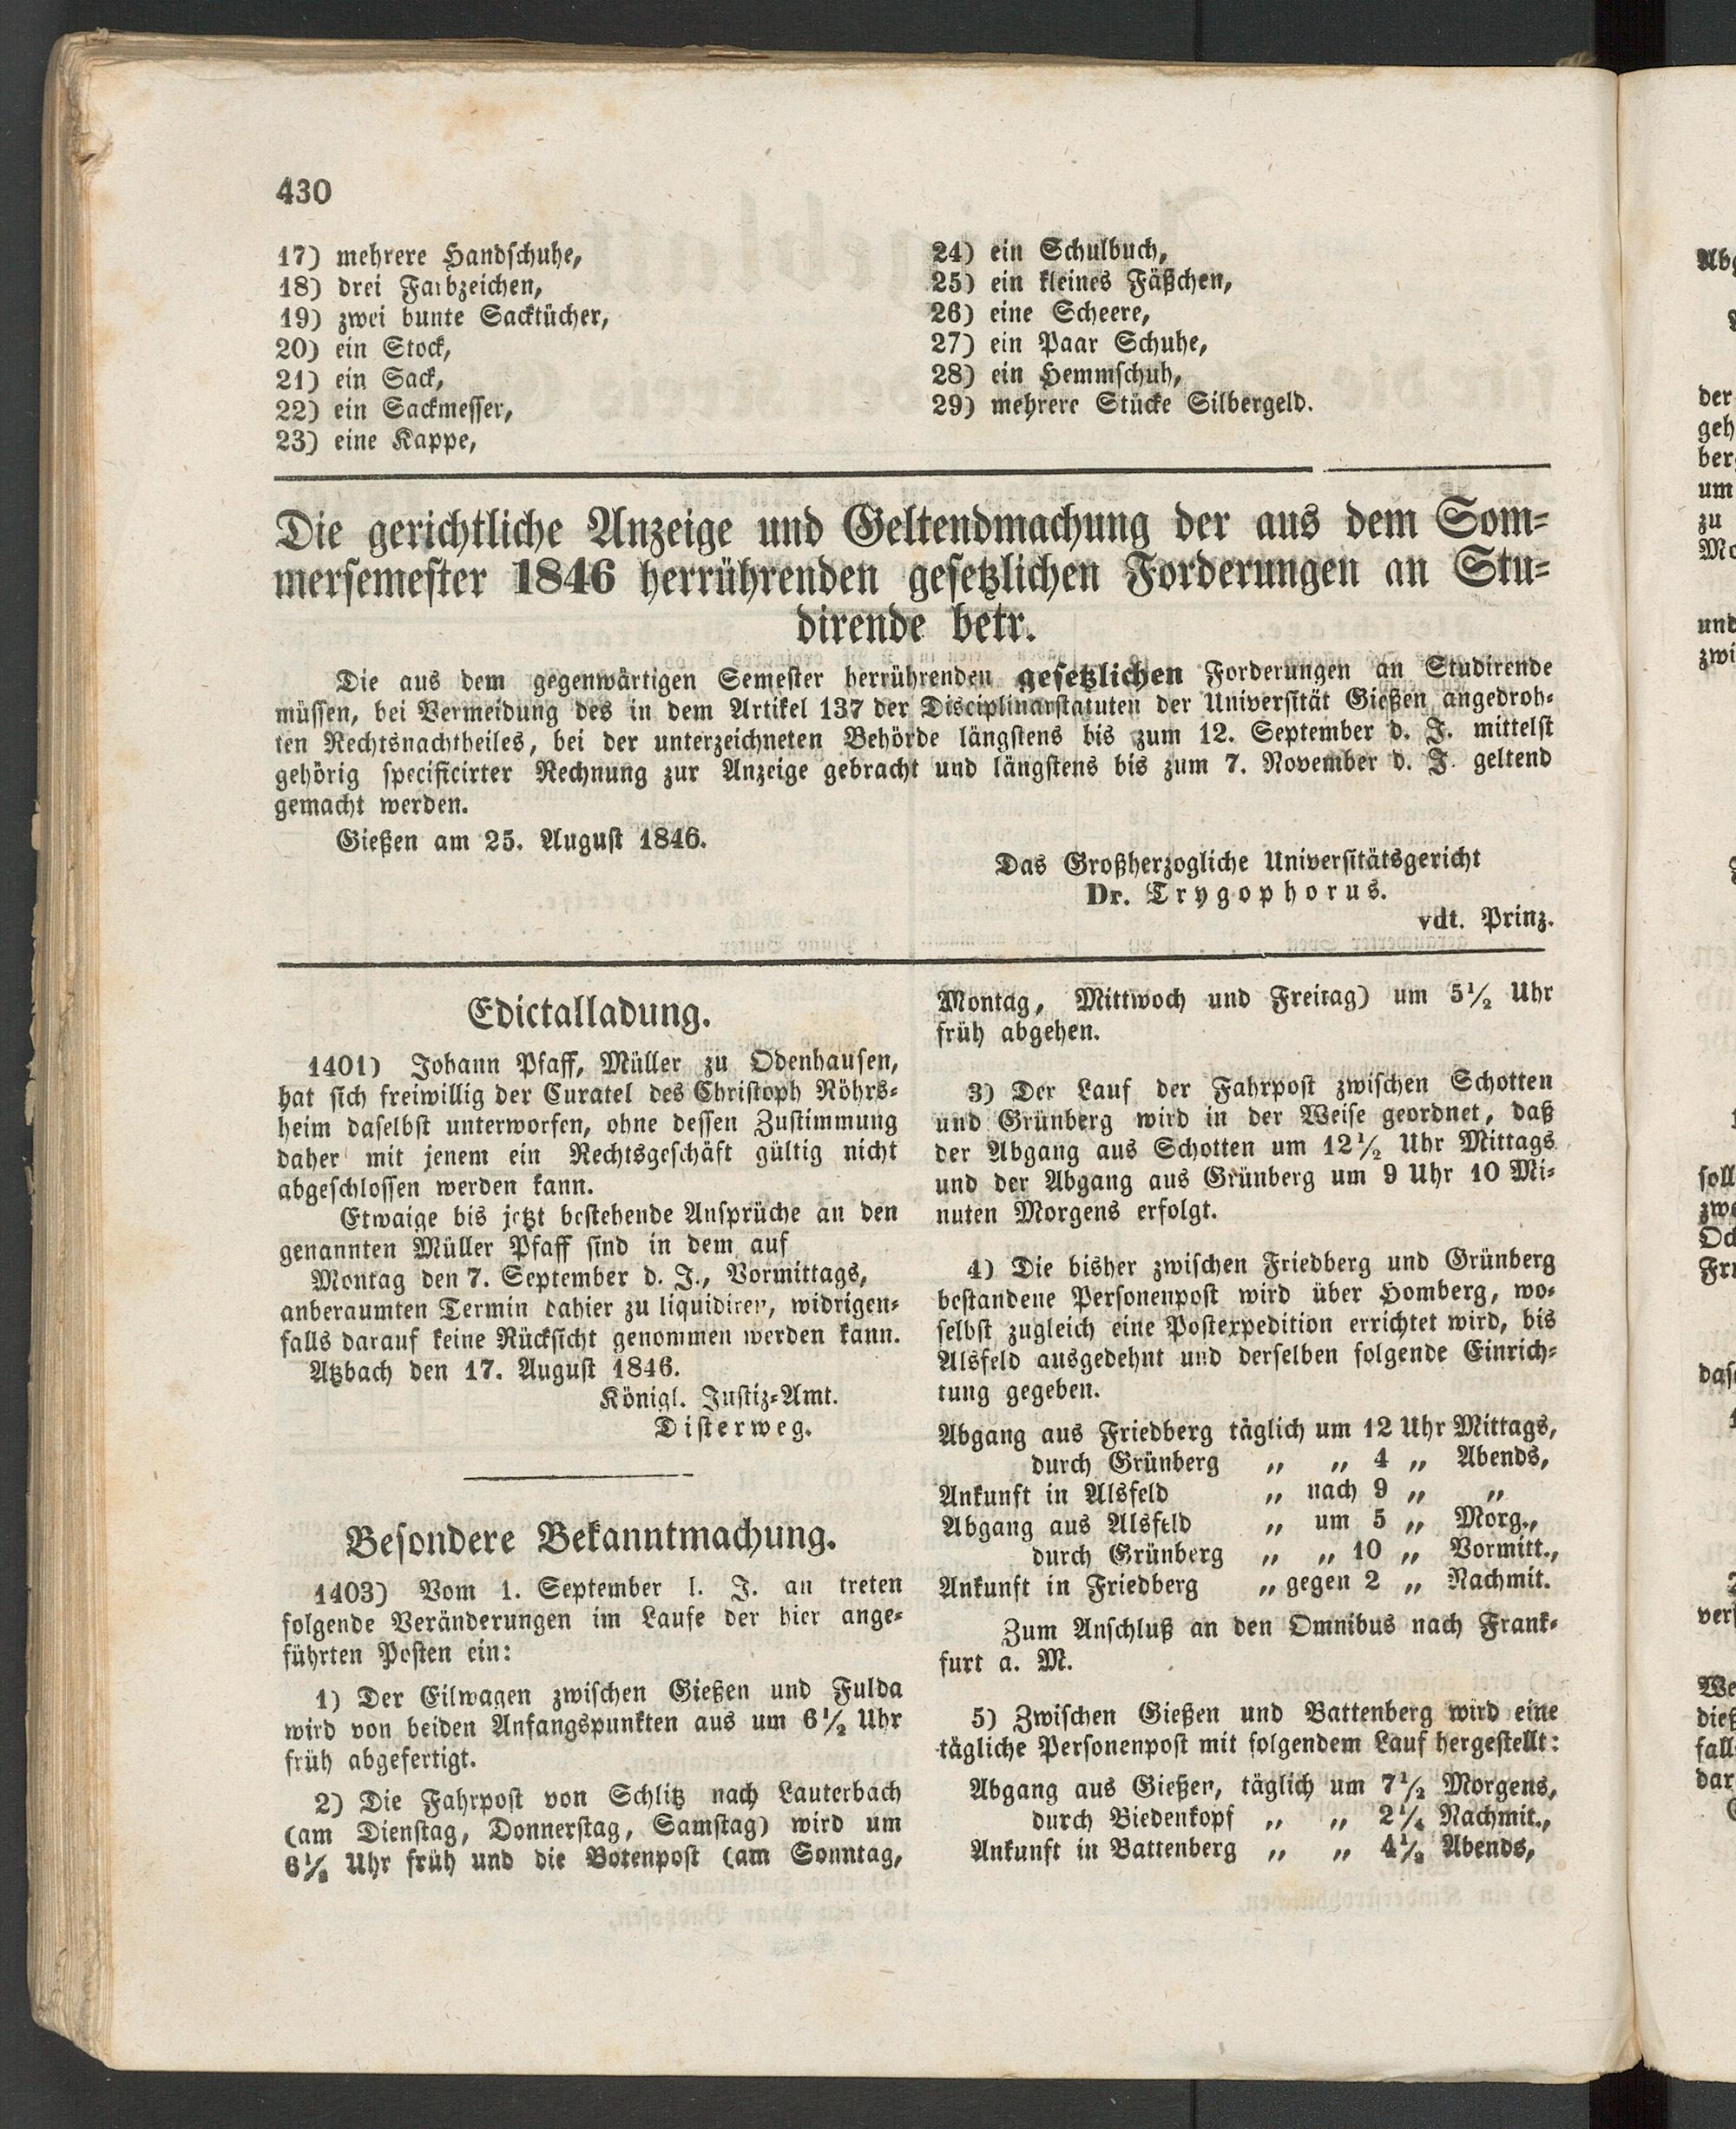 430
17) mehrere Handschuhe,
18) drei Farbzeichen,
19) zwei bunte Sacktücher,
20) ein Stock,
21) ein Sack,
22) ein Sackmesser,
23) eine Kappe,
24) ein Schulbuch,
25) ein kleines Fäßchen,
26) eine Scheere,
27) ein Paar Schuhe,
28) ein Hemmschuh,
29) mehrere Stücke Silbergeld.
Die gerichtliche Anzeige und Geltendmachung der aus dem Som-
mersemester 1846 herrührenden gesetzlichen Forderungen an Stu-
dirende betr.
Die aus dem gegenwärtigen Semester herrührenden gesetzlichen Forderungen an Studirende
müssen, bei Vermeidung des in dem Artikel 137 der Disciplinarstatuten der Universität Gießen angedroh-
ten Rechtsnachtheiles, bei der unterzeichneten Behörde längstens bis zum 12. September d. J. mittelst
gehörig specificirter Rechnung zur Anzeige gebracht und längstens bis zum 7. November d. J. geltend
gemacht werden.
Gießen am 25. August 1846.
Das Großherzogliche Universitätsgericht
Dr. Trygophorus.
vdt. Prinz.
Edictalladung.
1401) Johann Pfaff, Müller zu Odenhausen,
hat sich freiwillig der Curatel des Christoph Röhrs-
heim daselbst unterworfen, ohne dessen Zustimmung
daher mit jenem ein Rechtsgeschäft gültig nicht
abgeschlossen werden kann.
Etwaige bis jetzt bestehende Ansprüche an den
genannten Müller Pfaff sind in dem auf
Montag den 7. September d. J., Vormittags,
anberaumten Termin dahier zu liquidiren, widrigen-
falls darauf keine Rücksicht genommen werden kann.
Atzbach den 17. August 1846.
Königl. Justiz-Amt.
Disterweg.
Besondere Bekanntmachung.
1403) Vom 1. September l. J. an treten
folgende Veränderungen im Laufe der hier ange-
führten Posten ein:
1) Der Eilwagen zwischen Gießen und Fulda
wird von beiden Anfangspunkten aus um 6½ Uhr
früh abgefertigt.
2) Die Fahrpost von Schlitz nach Lauterbach
(am Dienstag, Donnerstag, Samstag) wird um
6½ Uhr früh und die Botenpost (am Sonntag,
Montag, Mittwoch und Freitag) um 5½ Uhr
früh abgehen.
3) Der Lauf der Fahrpost zwischen Schotten
und Grünberg wird in der Weise geordnet, daß
der Abgang aus Schotten um 12½ Uhr Mittags
und der Abgang aus Grünberg um 9 Uhr 10 Mi-
nuten Morgens erfolgt.
4) Die bisher zwischen Friedberg und Grünberg
bestandene Personenpost wird über Homberg, wo-
selbst zugleich eine Postexpedition errichtet wird, bis
Alsfeld ausgedehnt und derselben folgende Einrich-
tung gegeben.
Abgang aus Friedberg täglich um 12 Uhr Mittags,
durch Grünberg „ „ 4 „ Abends,
Ankunft in Alsfeld „ nach 9 „ „
Abgang aus Alsfeld „ um 5 „ Morg.,
durch Grünberg „ „ 10 „ Vormitt.,
Ankunft in Friedberg „ gegen 2 „ Nachmit.
Zum Anschluß an den Omnibus nach Frank-
furt a. M.
5) Zwischen Gießen und Battenberg wird eine
tägliche Personenpost mit folgendem Lauf hergestellt:
Abgang aus Gießen, täglich um 7½ Morgens,
durch Biedenkopf „ „ 2¼ Nachmit.,
Ankunft in Battenberg „ „ 4½ Abends,